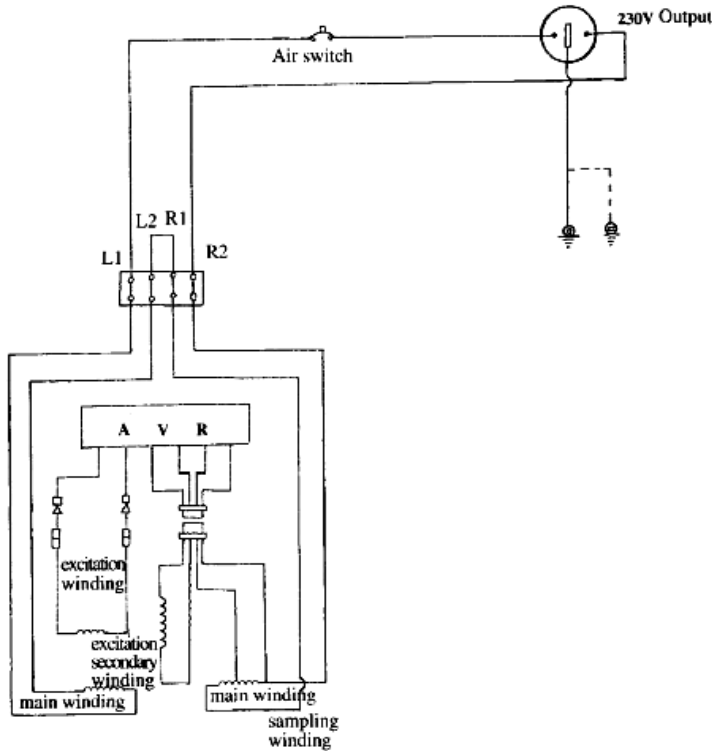 230V Output
Air switch
L2 R1
L1
R2
A V R
excitation
winding
excitation
secondary
winding
main winding
main winding
sampling
winding